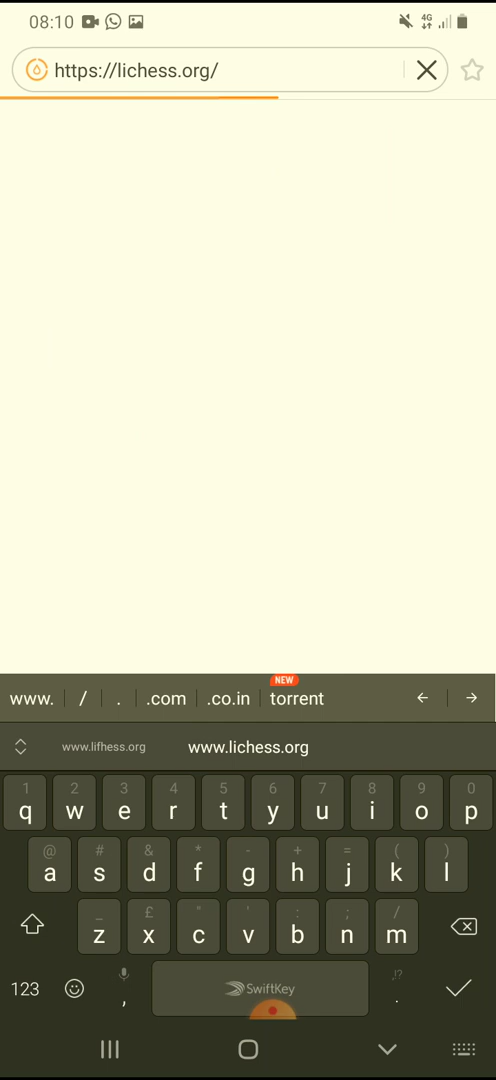 08:10 4G
https://lichess.org/
NEW
www. / . .com .co.in torrent
www.lifhess.org www.lichess.org
1 2 3 4 5 6 7 8 9 0
q w e r t y u i o p
@ # & * - + = ( )
a s d f g h j k l
_ £ " ' : ; /
z x c v b n m
123 , SwiftKey ,!? .